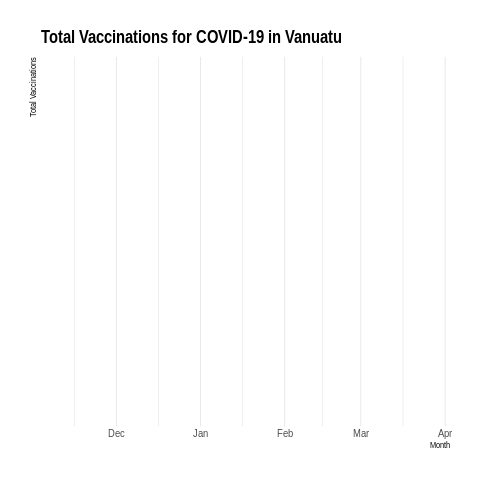 Total Vaccinations for COVID-19 in Vanuatu
Total Vaccinations
Dec Jan Feb Mar Apr
Month